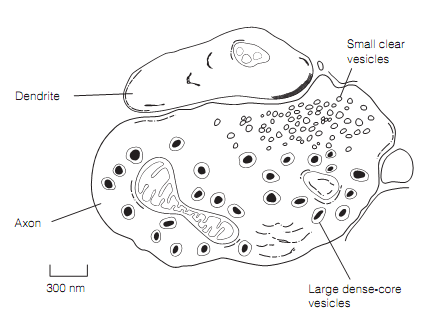 Small clear
vesicles
Dendrite
Axon
300 nm
Large dense-core
vesicles